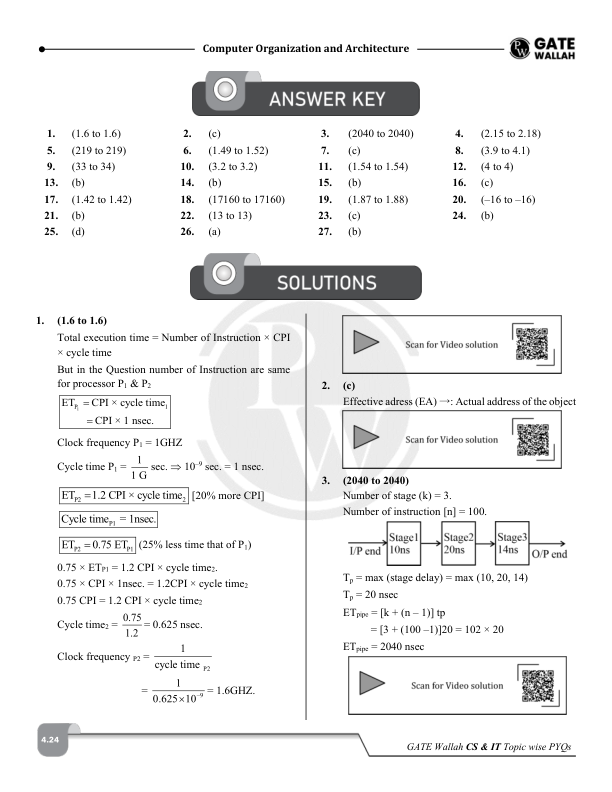 Computer Organization and Architecture
GATE
WALLAH
ANSWER KEY
1. (1.6 to 1.6) 2. (c) 3. (2040 to 2040) 4. (2.15 to 2.18)
5. (219 to 219) 6. (1.49 to 1.52) 7. (c) 8. (3.9 to 4.1)
9. (33 to 34) 10. (3.2 to 3.2) 11. (1.54 to 1.54) 12. (4 to 4)
13. (b) 14. (b) 15. (b) 16. (c)
17. (1.42 to 1.42) 18. (17160 to 17160) 19. (1.87 to 1.88) 20. (–16 to –16)
21. (b) 22. (13 to 13) 23. (c) 24. (b)
25. (d) 26. (a) 27. (b)
SOLUTIONS
1. (1.6 to 1.6)
Total execution time = Number of Instruction × CPI
× cycle time
But in the Question number of Instruction are same
for processor P₁ & P₂
ET_P₁ = CPI × cycle time₁
= CPI × 1 nsec.
Clock frequency P₁ = 1GHZ
Cycle time P₁ = 1/1 G sec. ⇒ 10⁻⁹ sec. = 1 nsec.
ET_P2 = 1.2 CPI × cycle time₂ [20% more CPI]
Cycle time_P1 = 1nsec.
ET_P2 = 0.75 ET_P1 (25% less time that of P₁)
0.75 × ET_P1 = 1.2 CPI × cycle time₂.
0.75 × CPI × 1nsec. = 1.2CPI × cycle time₂
0.75 CPI = 1.2 CPI × cycle time₂
Cycle time₂ = 0.75/1.2 = 0.625 nsec.
Clock frequency P2 = 1/cycle time P2
= 1/0.625×10⁻⁹ = 1.6GHZ.
Scan for Video solution
2. (c)
Effective adress (EA) →: Actual address of the object
Scan for Video solution
3. (2040 to 2040)
Number of stage (k) = 3.
Number of instruction [n] = 100.
I/P end Stage1 10ns Stage2 20ns Stage3 14ns O/P end
T_p = max (stage delay) = max (10, 20, 14)
T_p = 20 nsec
ET_pipe = [k + (n – 1)] tp
= [3 + (100 –1)]20 = 102 × 20
ET_pipe = 2040 nsec
Scan for Video solution
4.24
GATE Wallah CS & IT Topic wise PYQs